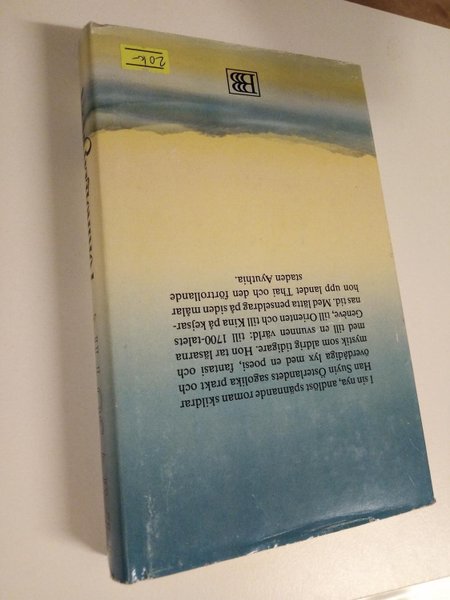 I sin nya, andlöst spännande roman skildrar
Han Suyin Österlandets sagolika prakt och
överdådiga lyx med en poesi, fantasi och
mystik som aldrig tidigare. Hon tar läsarna
med till en svunnen värld: till 1700-talets
Genève, till Orienten och till Kina på kejsar-
nas tid. Med lätta penseldrag på siden målar
hon upp landet Thai och den förtrollande
staden Ayuthia.
BBB
20kr